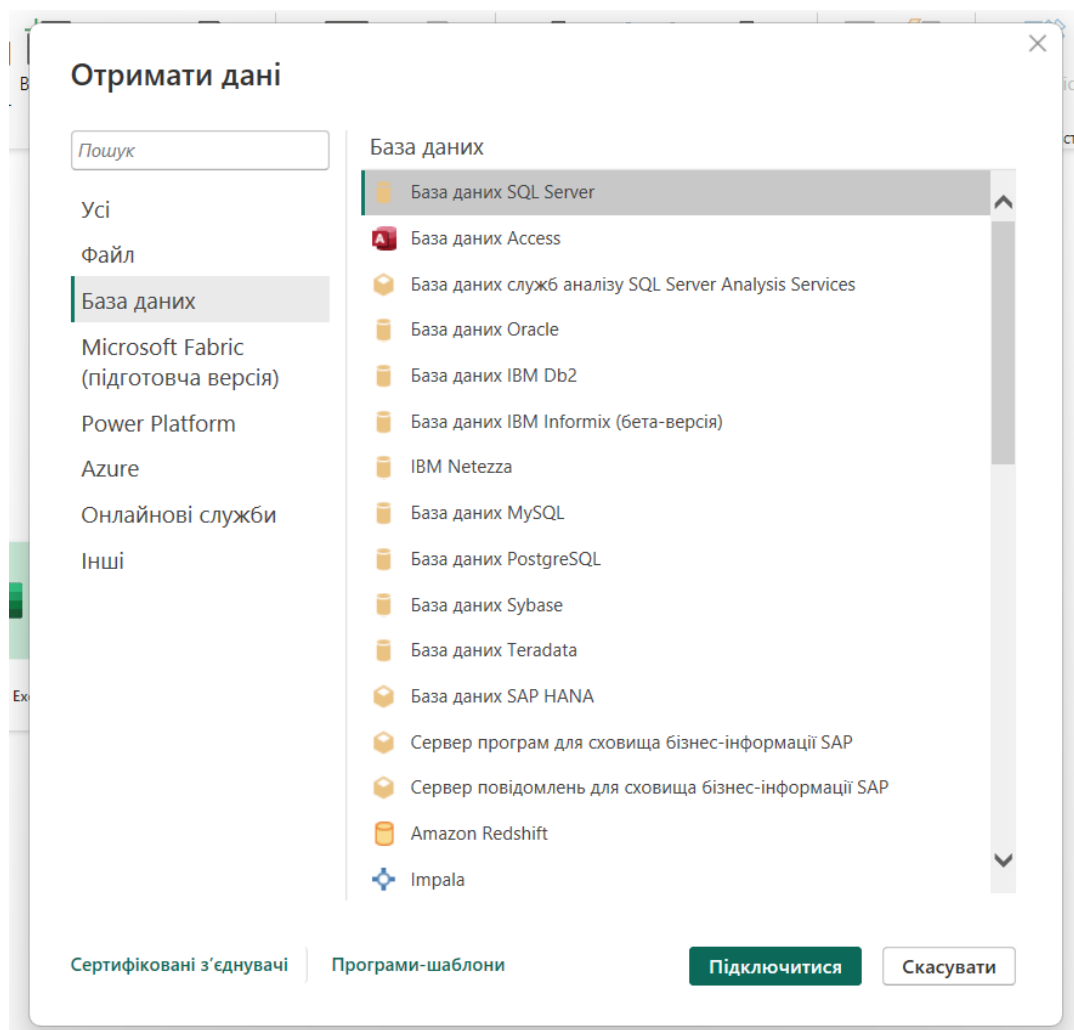 Отримати дані
Пошук
Усі
Файл
База даних
Microsoft Fabric
(підготовча версія)
Power Platform
Azure
Онлайнові служби
Інші
База даних
База даних SQL Server
База даних Access
База даних служб аналізу SQL Server Analysis Services
База даних Oracle
База даних IBM Db2
База даних IBM Informix (бета-версія)
IBM Netezza
База даних MySQL
База даних PostgreSQL
База даних Sybase
База даних Teradata
База даних SAP HANA
Сервер програм для сховища бізнес-інформації SAP
Сервер повідомлень для сховища бізнес-інформації SAP
Amazon Redshift
Impala
Сертифіковані з’єднувачі
Програми-шаблони
Підключитися
Скасувати